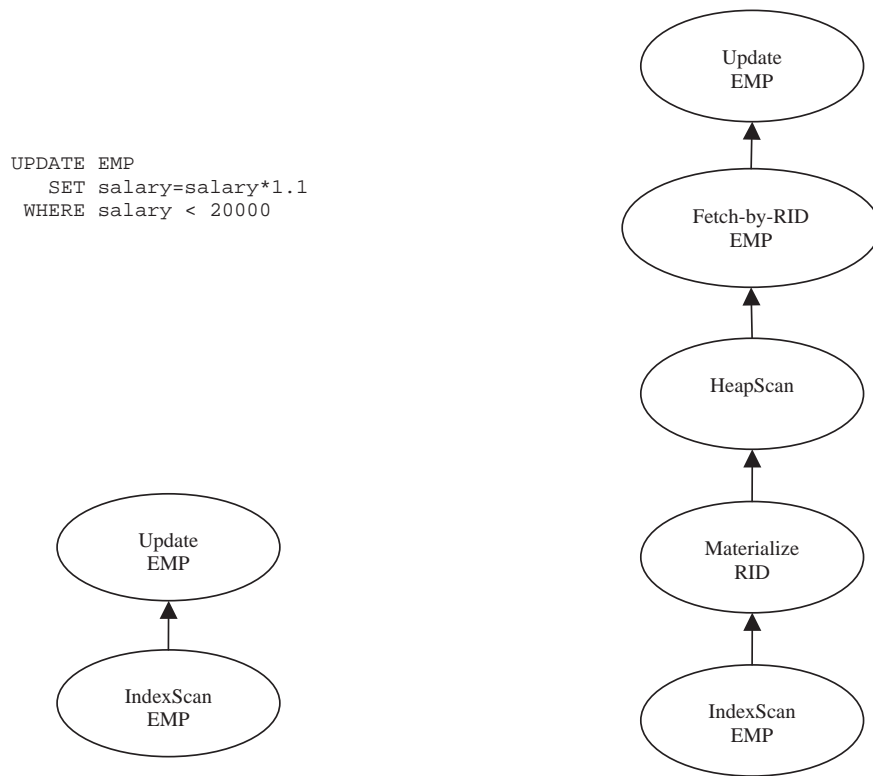 UPDATE EMP
SET salary=salary*1.1
WHERE salary < 20000
Update
EMP
IndexScan
EMP
Update
EMP
Fetch-by-RID
EMP
HeapScan
Materialize
RID
IndexScan
EMP